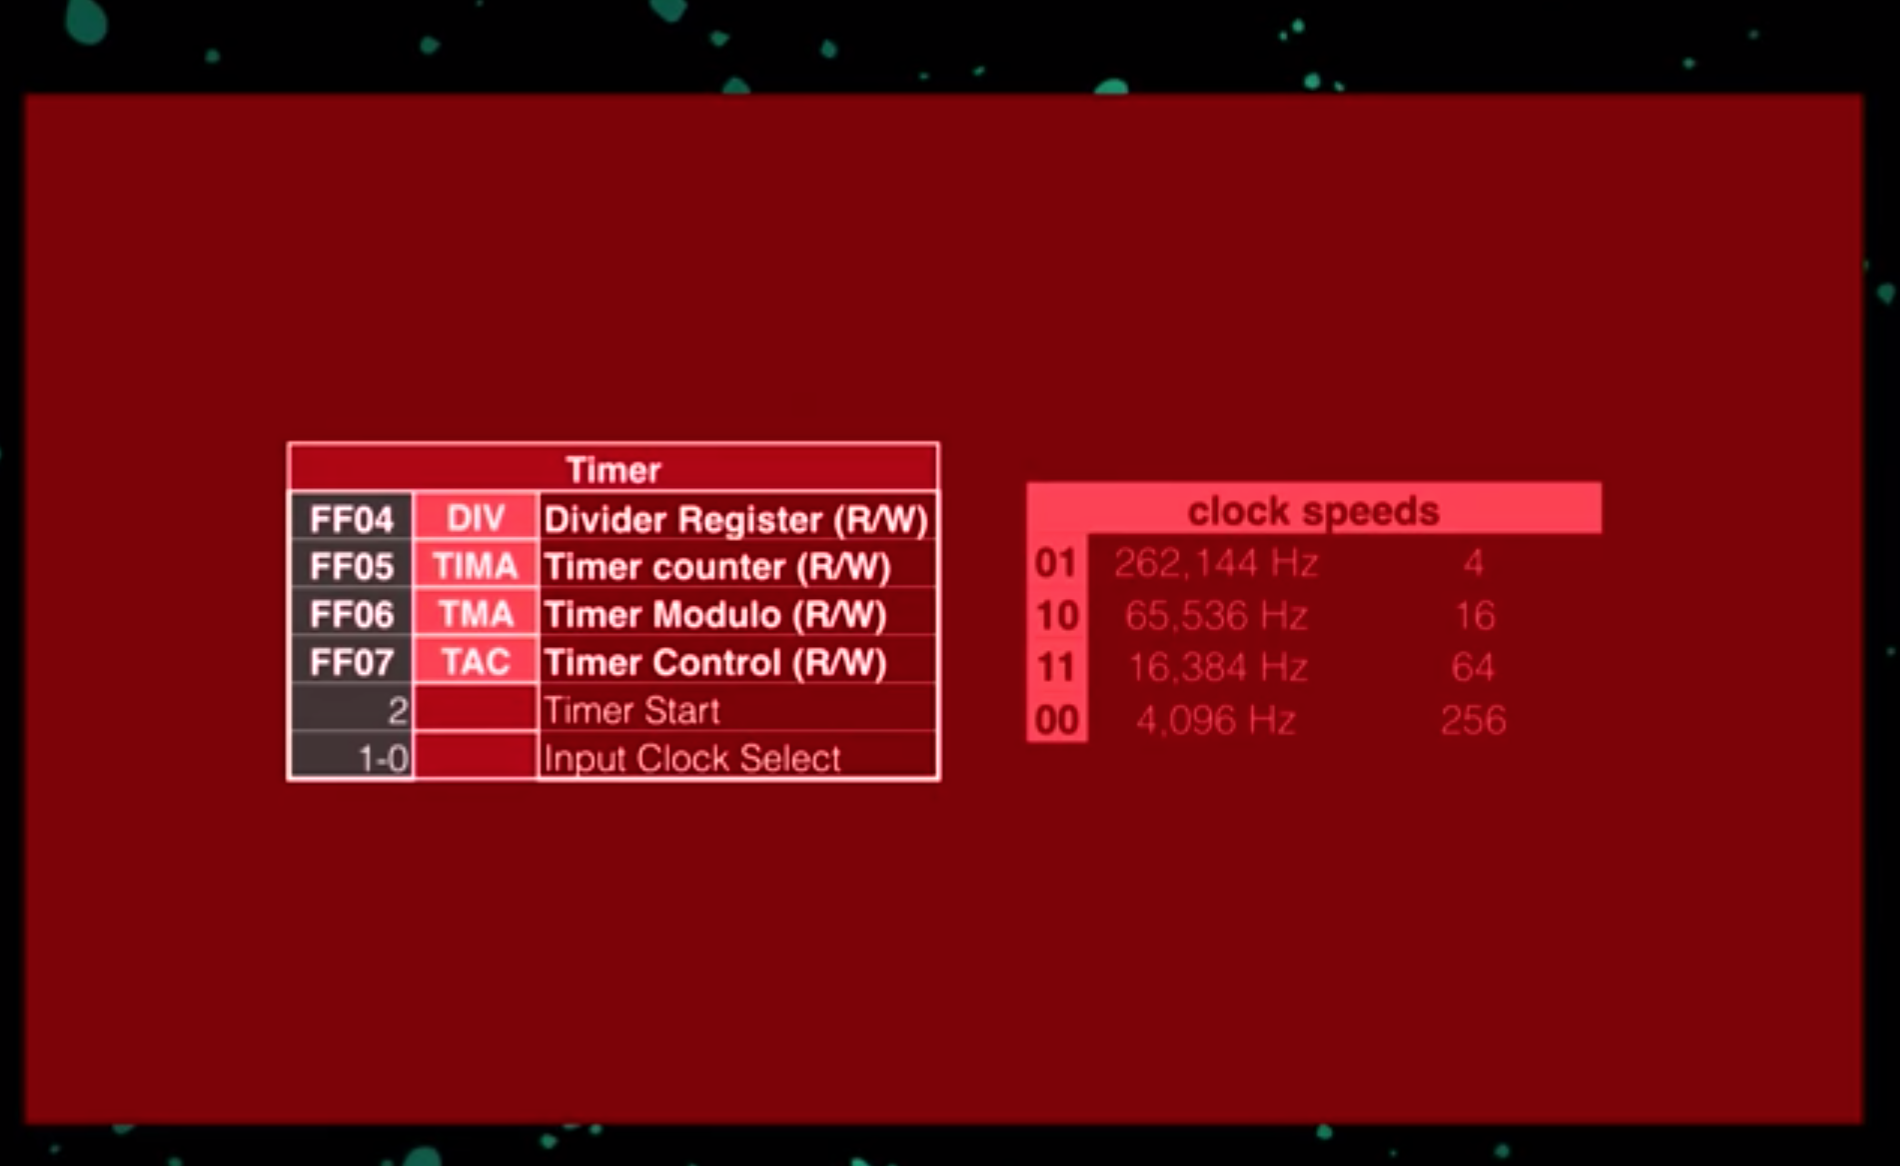 Timer
FF04 DIV Divider Register (R/W)
FF05 TIMA Timer counter (R/W)
FF06 TMA Timer Modulo (R/W)
FF07 TAC Timer Control (R/W)
2 Timer Start
1-0 Input Clock Select
clock speeds
01 262,144 Hz 4
10 65,536 Hz 16
11 16,384 Hz 64
00 4,096 Hz 256